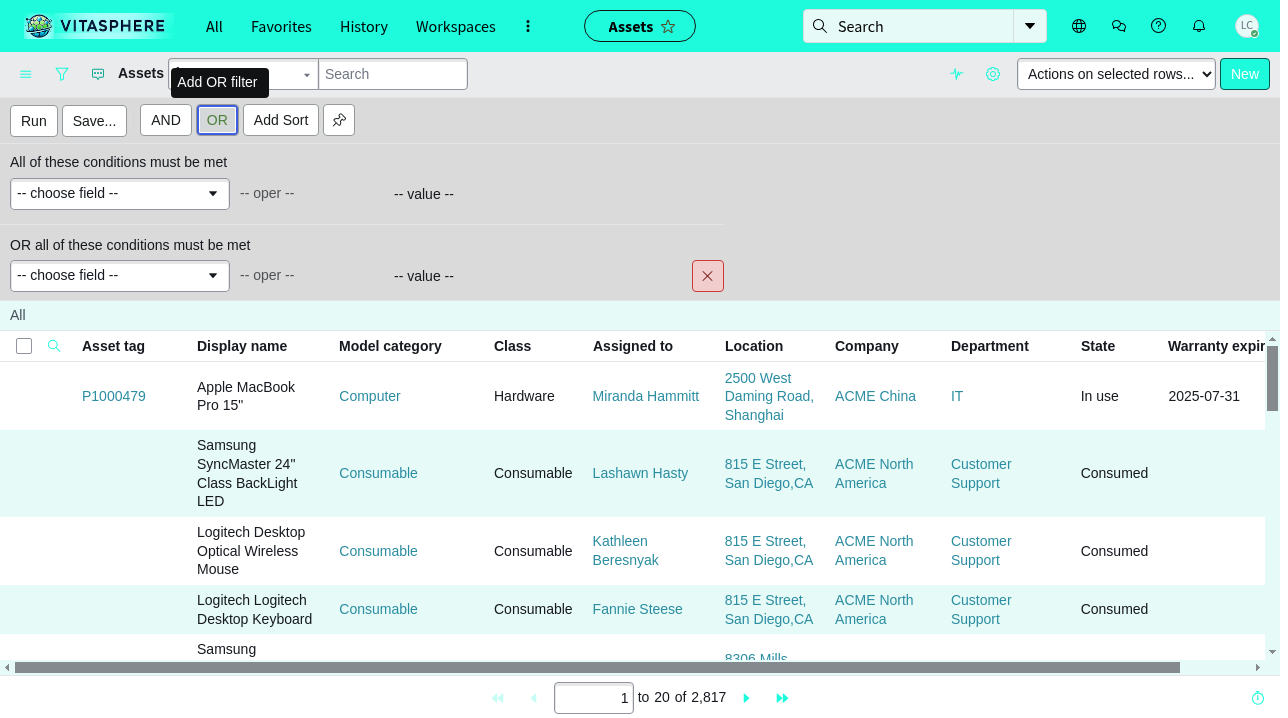 VITASPHERE
All
Favorites
History
Workspaces
Assets
Search
LC
Assets
Search
Actions on selected rows...
New
Add OR filter
Run
Save...
AND
OR
Add Sort
All of these conditions must be met
-- choose field --
-- oper --
-- value --
OR all of these conditions must be met
-- choose field --
-- oper --
-- value --
All
Asset tag
Display name
Model category
Class
Assigned to
Location
Company
Department
State
Warranty expir
P1000479
Apple MacBook
Pro 15"
Computer
Hardware
Miranda Hammitt
2500 West
Daming Road,
Shanghai
ACME China
IT
In use
2025-07-31
Samsung
SyncMaster 24"
Class BackLight
LED
Consumable
Consumable
Lashawn Hasty
815 E Street,
San Diego,CA
ACME North
America
Customer
Support
Consumed
Logitech Desktop
Optical Wireless
Mouse
Consumable
Consumable
Kathleen
Beresnyak
815 E Street,
San Diego,CA
ACME North
America
Customer
Support
Consumed
Logitech Logitech
Desktop Keyboard
Consumable
Consumable
Fannie Steese
815 E Street,
San Diego,CA
ACME North
America
Customer
Support
Consumed
Samsung
8306 Mills
1 to 20 of 2,817